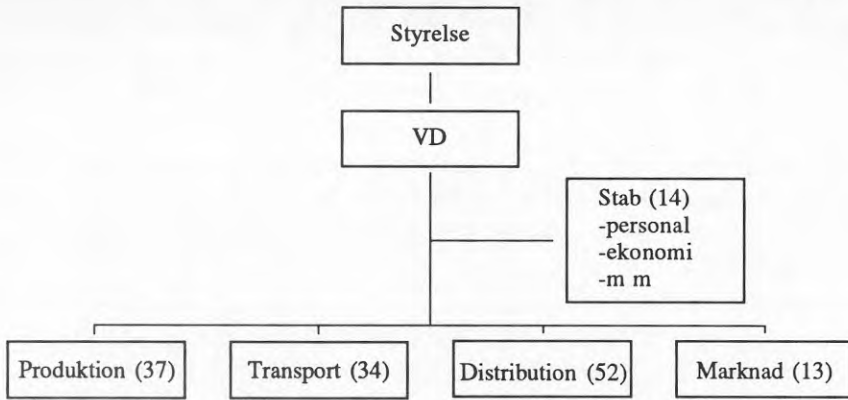 Styrelse
VD
Stab (14)
-personal
-ekonomi
-m m
Produktion (37)
Transport (34)
Distribution (52)
Marknad (13)